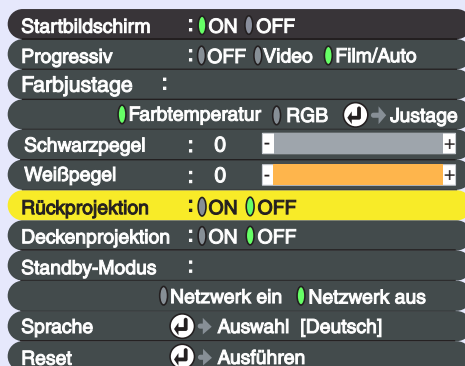 Startbildschirm : ON OFF
Progressiv : OFF Video Film/Auto
Farbjustage :
Farbtemperatur RGB Justage
Schwarzpegel : 0 - +
Weißpegel : 0 - +
Rückprojektion : ON OFF
Deckenprojektion : ON OFF
Standby-Modus :
Netzwerk ein Netzwerk aus
Sprache Auswahl [Deutsch]
Reset Ausführen